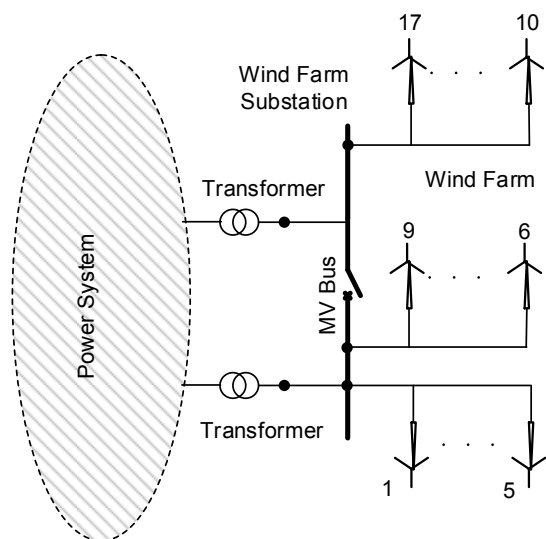 17
10
Wind Farm
Substation
Transformer
Wind Farm
9
6
MV Bus
Power System
Transformer
1
5